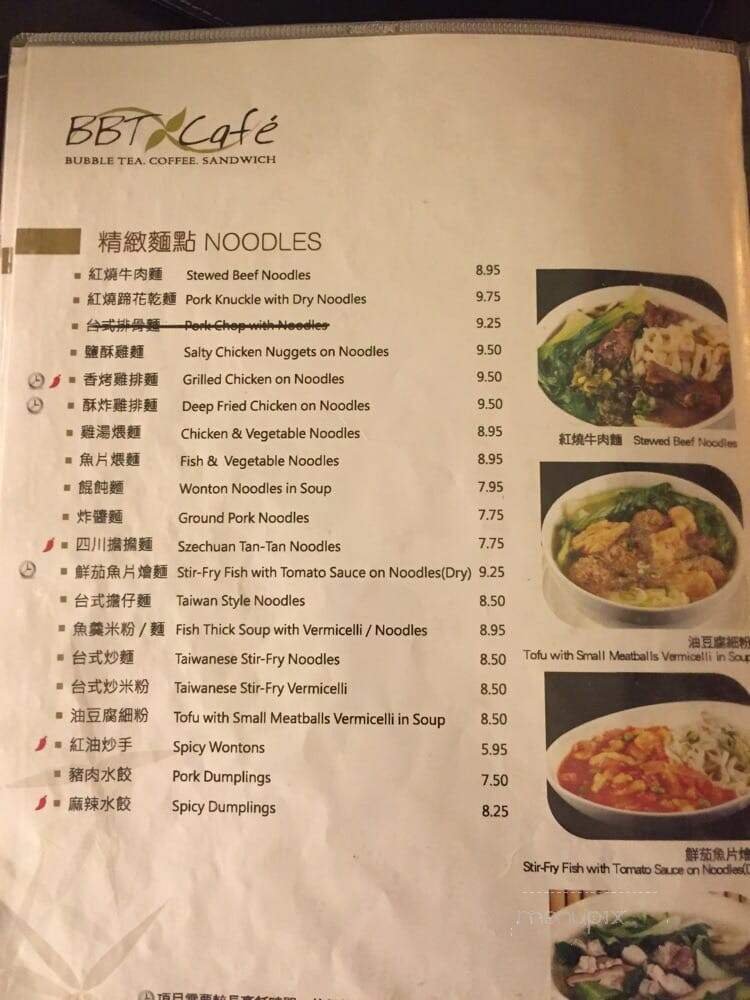 BBT Café
BUBBLE TEA. COFFEE. SANDWICH
精緻麵點 NOODLES
紅燒牛肉麵 Stewed Beef Noodles 8.95
紅燒蹄花乾麵 Pork Knuckle with Dry Noodles 9.75
台式排骨麵 Pork Chop with Noodles 9.25
鹽酥雞麵 Salty Chicken Nuggets on Noodles 9.50
香烤雞排麵 Grilled Chicken on Noodles 9.50
酥炸雞排麵 Deep Fried Chicken on Noodles 9.50
雞湯煨麵 Chicken & Vegetable Noodles 8.95
魚片煨麵 Fish & Vegetable Noodles 8.95
餛飩麵 Wonton Noodles in Soup 7.95
炸醬麵 Ground Pork Noodles 7.75
四川擔擔麵 Szechuan Tan-Tan Noodles 7.75
鮮茄魚片燴麵 Stir-Fry Fish with Tomato Sauce on Noodles(Dry) 9.25
台式擔仔麵 Taiwan Style Noodles 8.50
魚羹米粉 / 麵 Fish Thick Soup with Vermicelli / Noodles 8.95
台式炒麵 Taiwanese Stir-Fry Noodles 8.50
台式炒米粉 Taiwanese Stir-Fry Vermicelli 8.50
油豆腐細粉 Tofu with Small Meatballs Vermicelli in Soup 8.50
紅油炒手 Spicy Wontons 5.95
豬肉水餃 Pork Dumplings 7.50
麻辣水餃 Spicy Dumplings 8.25
紅燒牛肉麵 Stewed Beef Noodles
油豆腐細粉
Tofu with Small Meatballs Vermicelli in Soup
鮮茄魚片燴
Stir-Fry Fish with Tomato Sauce on Noodles(
menupix